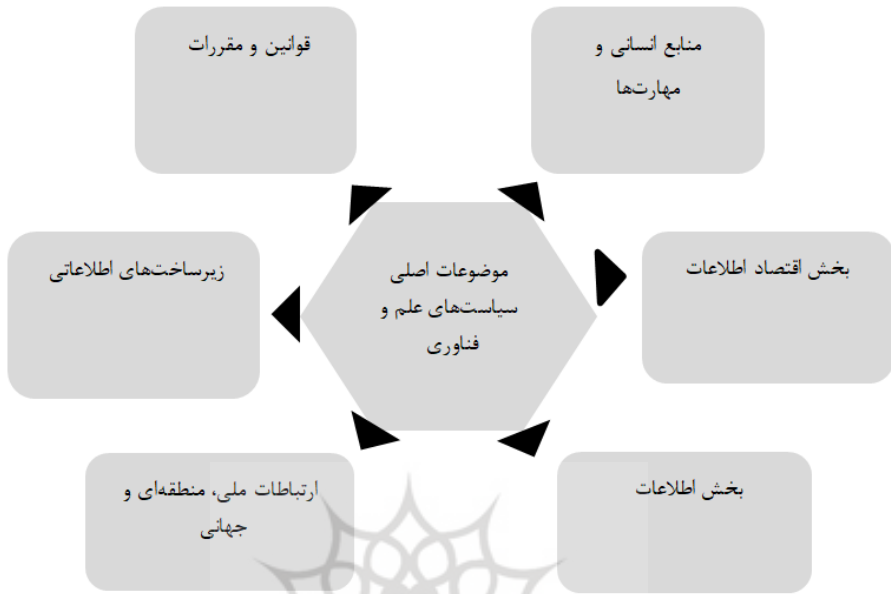 منابع انسانی و
مهارت‌ها
قوانین و مقررات
بخش اقتصاد اطلاعات
موضوعات اصلی
سیاست‌های علم و
فناوری
زیرساخت‌های اطلاعاتی
بخش اطلاعات
ارتباطات ملی، منطقه‌ای و
جهانی